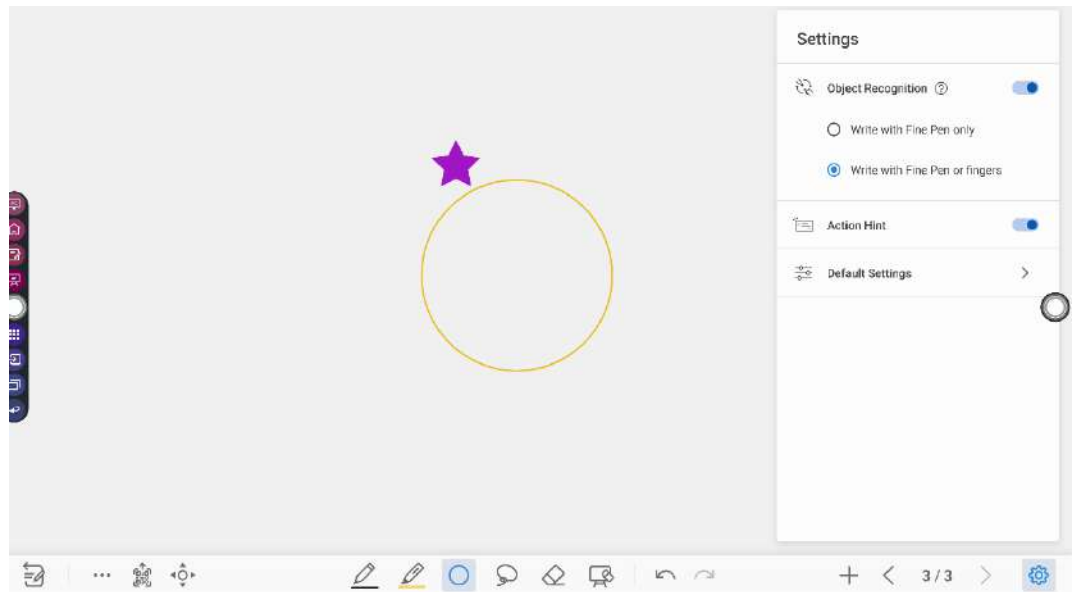 Settings
Object Recognition ?
Write with Fine Pen only
Write with Fine Pen or fingers
Action Hint
Default Settings
3/3